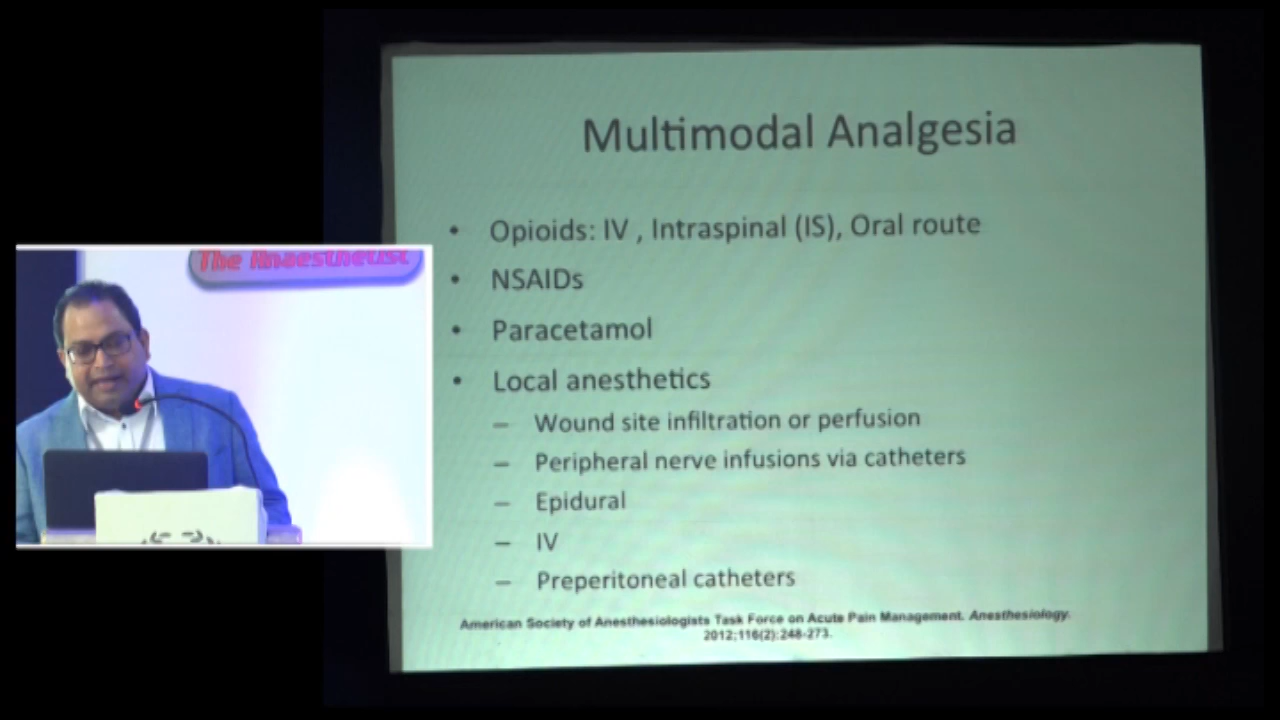 The Anaesthetist
Multimodal Analgesia
• Opioids: IV , Intraspinal (IS), Oral route
• NSAIDs
• Paracetamol
• Local anesthetics
– Wound site infiltration or perfusion
– Peripheral nerve infusions via catheters
– Epidural
– IV
– Preperitoneal catheters
American Society of Anesthesiologists Task Force on Acute Pain Management. Anesthesiology.
2012;116(2):248-273.